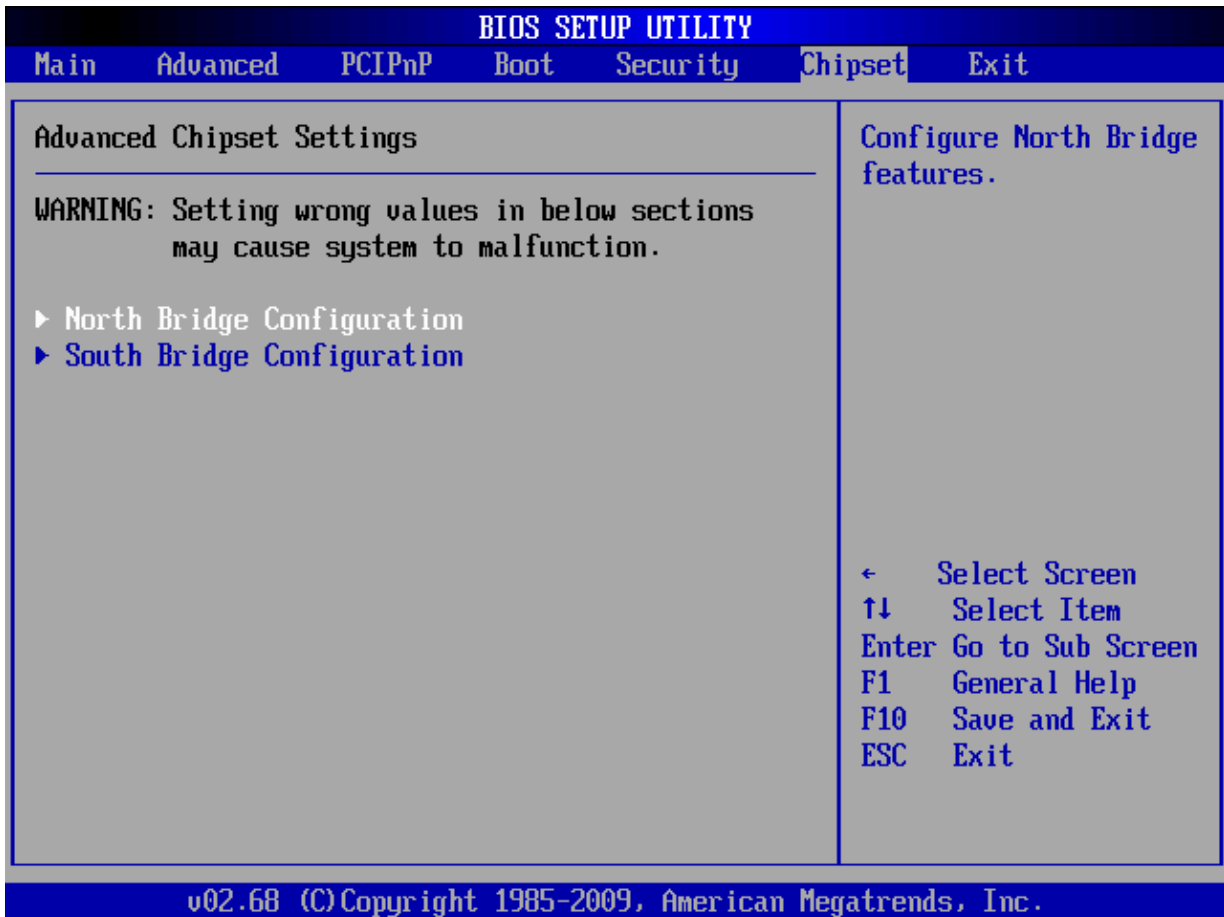 BIOS SETUP UTILITY
Main Advanced PCIPnP Boot Security Chipset Exit
Advanced Chipset Settings
WARNING: Setting wrong values in below sections
may cause system to malfunction.
▶ North Bridge Configuration
▶ South Bridge Configuration
Configure North Bridge
features.
← Select Screen
↑↓ Select Item
Enter Go to Sub Screen
F1 General Help
F10 Save and Exit
ESC Exit
v02.68 (C)Copyright 1985-2009, American Megatrends, Inc.